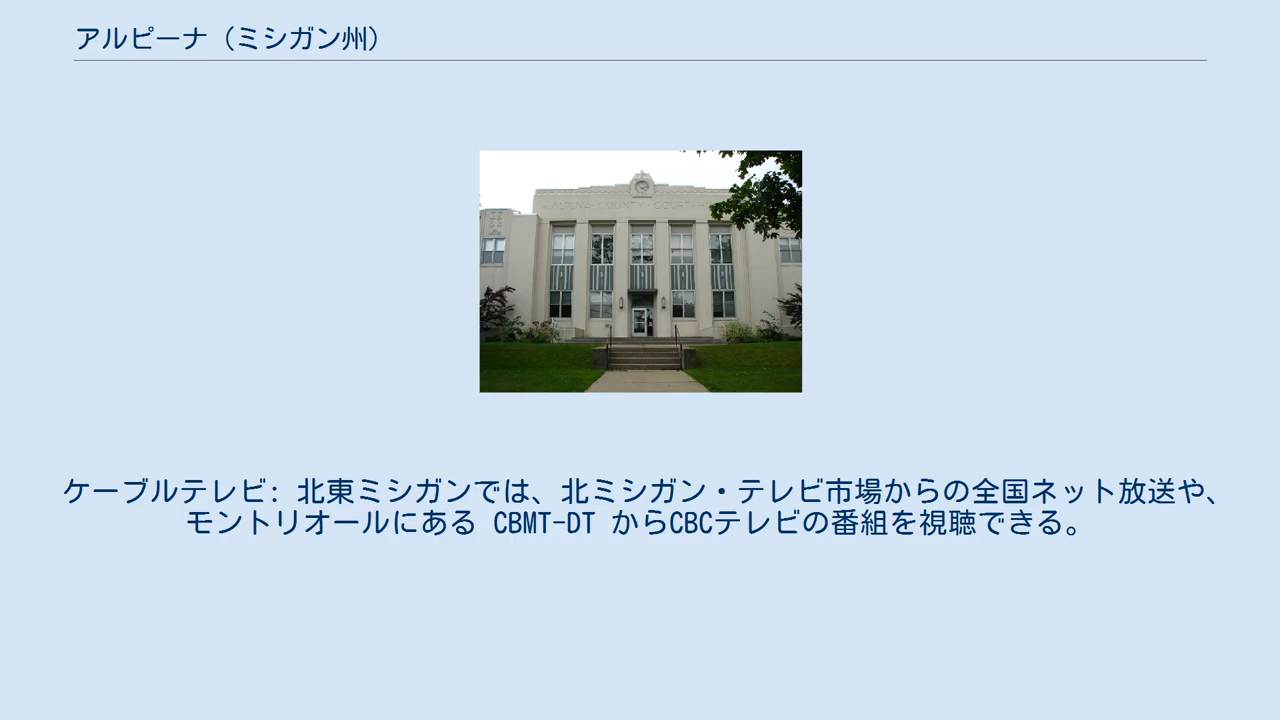 アルピーナ（ミシガン州）
ALPENA COUNTY COURT
ケーブルテレビ: 北東ミシガンでは、北ミシガン・テレビ市場からの全国ネット放送や、
モントリオールにある CBMT-DT からCBCテレビの番組を視聴できる。